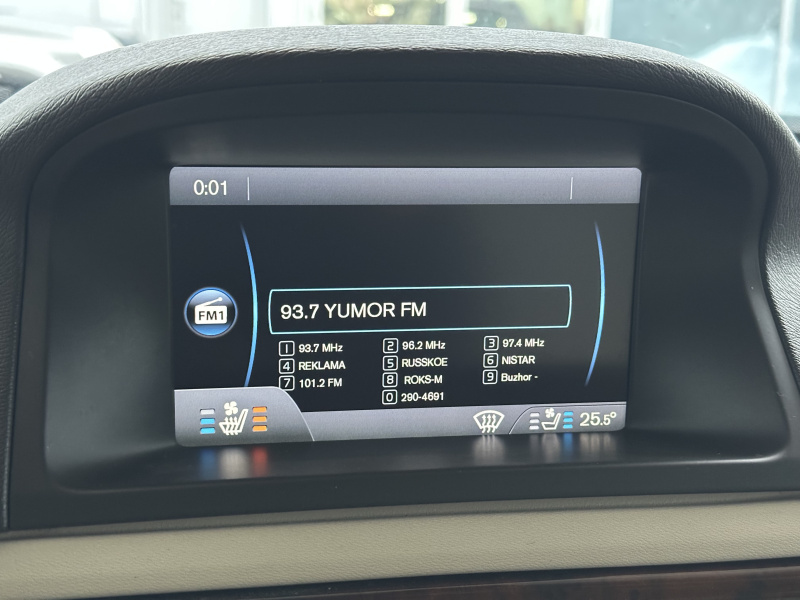 0:01
FM1
93.7 YUMOR FM
1 93.7 MHz 2 96.2 MHz 3 97.4 MHz
4 REKLAMA 5 RUSSKOE 6 NISTAR
7 101.2 FM 8 ROKS-M 9 Buzhor -
0 290-4691
25.5°